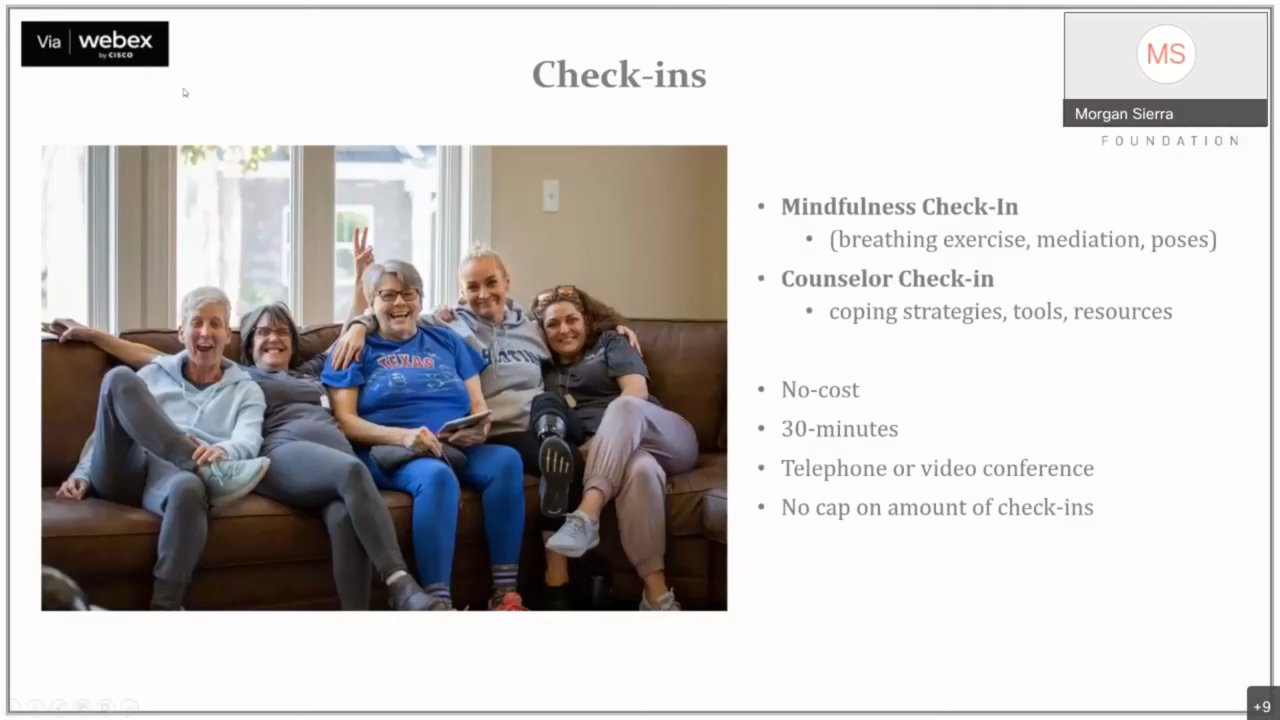 Via webex
by CISCO
Check-ins
MS
Morgan Sierra
FOUNDATION
• Mindfulness Check-In
• (breathing exercise, mediation, poses)
• Counselor Check-in
• coping strategies, tools, resources
• No-cost
• 30-minutes
• Telephone or video conference
• No cap on amount of check-ins
TEXAS
+9